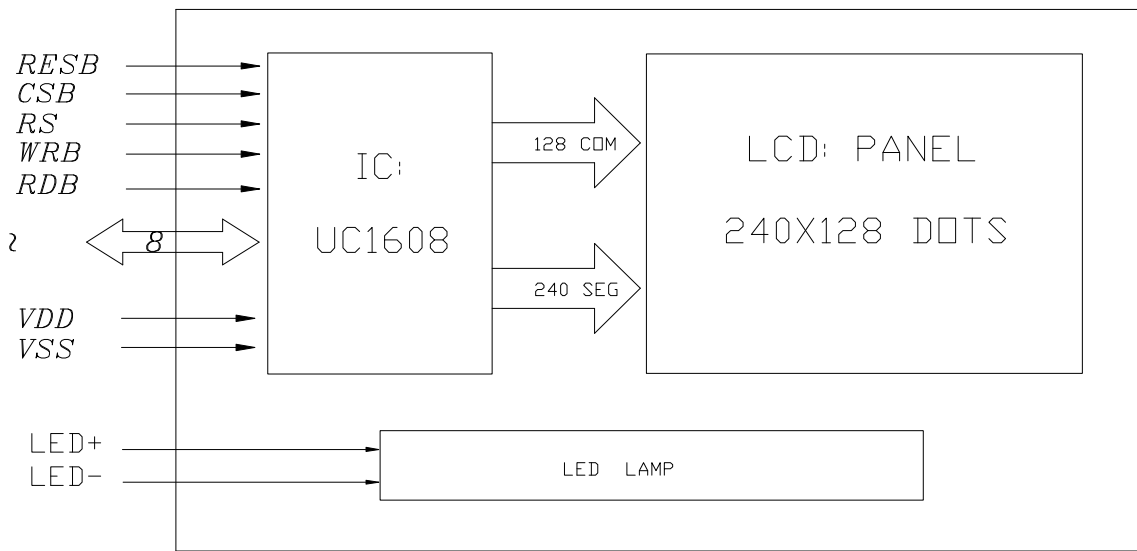 RESB
CSB
RS
WRB
RDB
~
8
VDD
VSS
IC:
UC1608
128 COM
240 SEG
LCD: PANEL
240X128 DOTS
LED+
LED-
LED LAMP